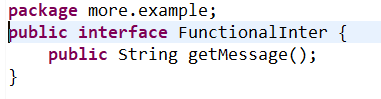 package more.example;
public interface FunctionalInter {
    public String getMessage();
}